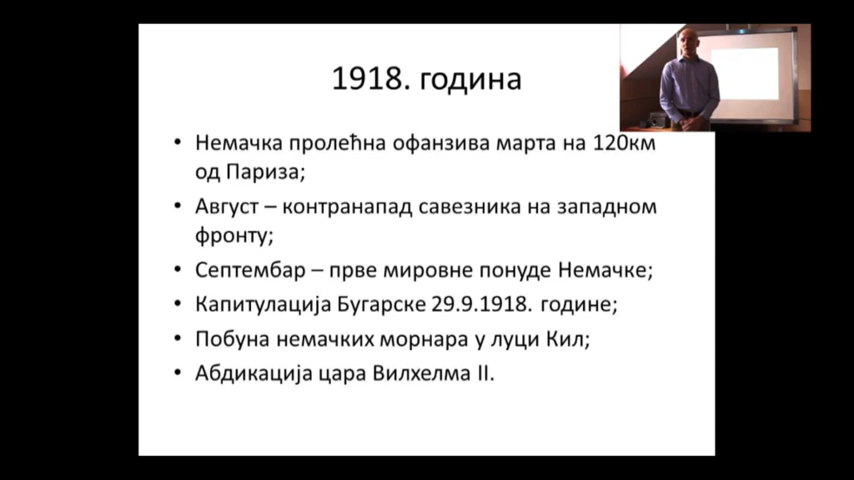 1918. година
• Немачка пролећна офанзива марта на 120км
од Париза;
• Август – контранапад савезника на западном
фронту;
• Септембар – прве мировне понуде Немачке;
• Капитулација Бугарске 29.9.1918. године;
• Побуна немачких морнара у луци Кил;
• Абдикација цара Вилхелма II.